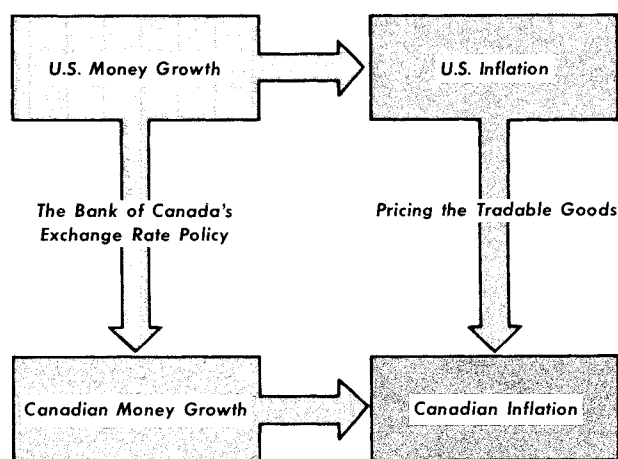 U.S. Money Growth
U.S. Inflation
The Bank of Canada's
Exchange Rate Policy
Pricing the Tradable Goods
Canadian Money Growth
Canadian Inflation